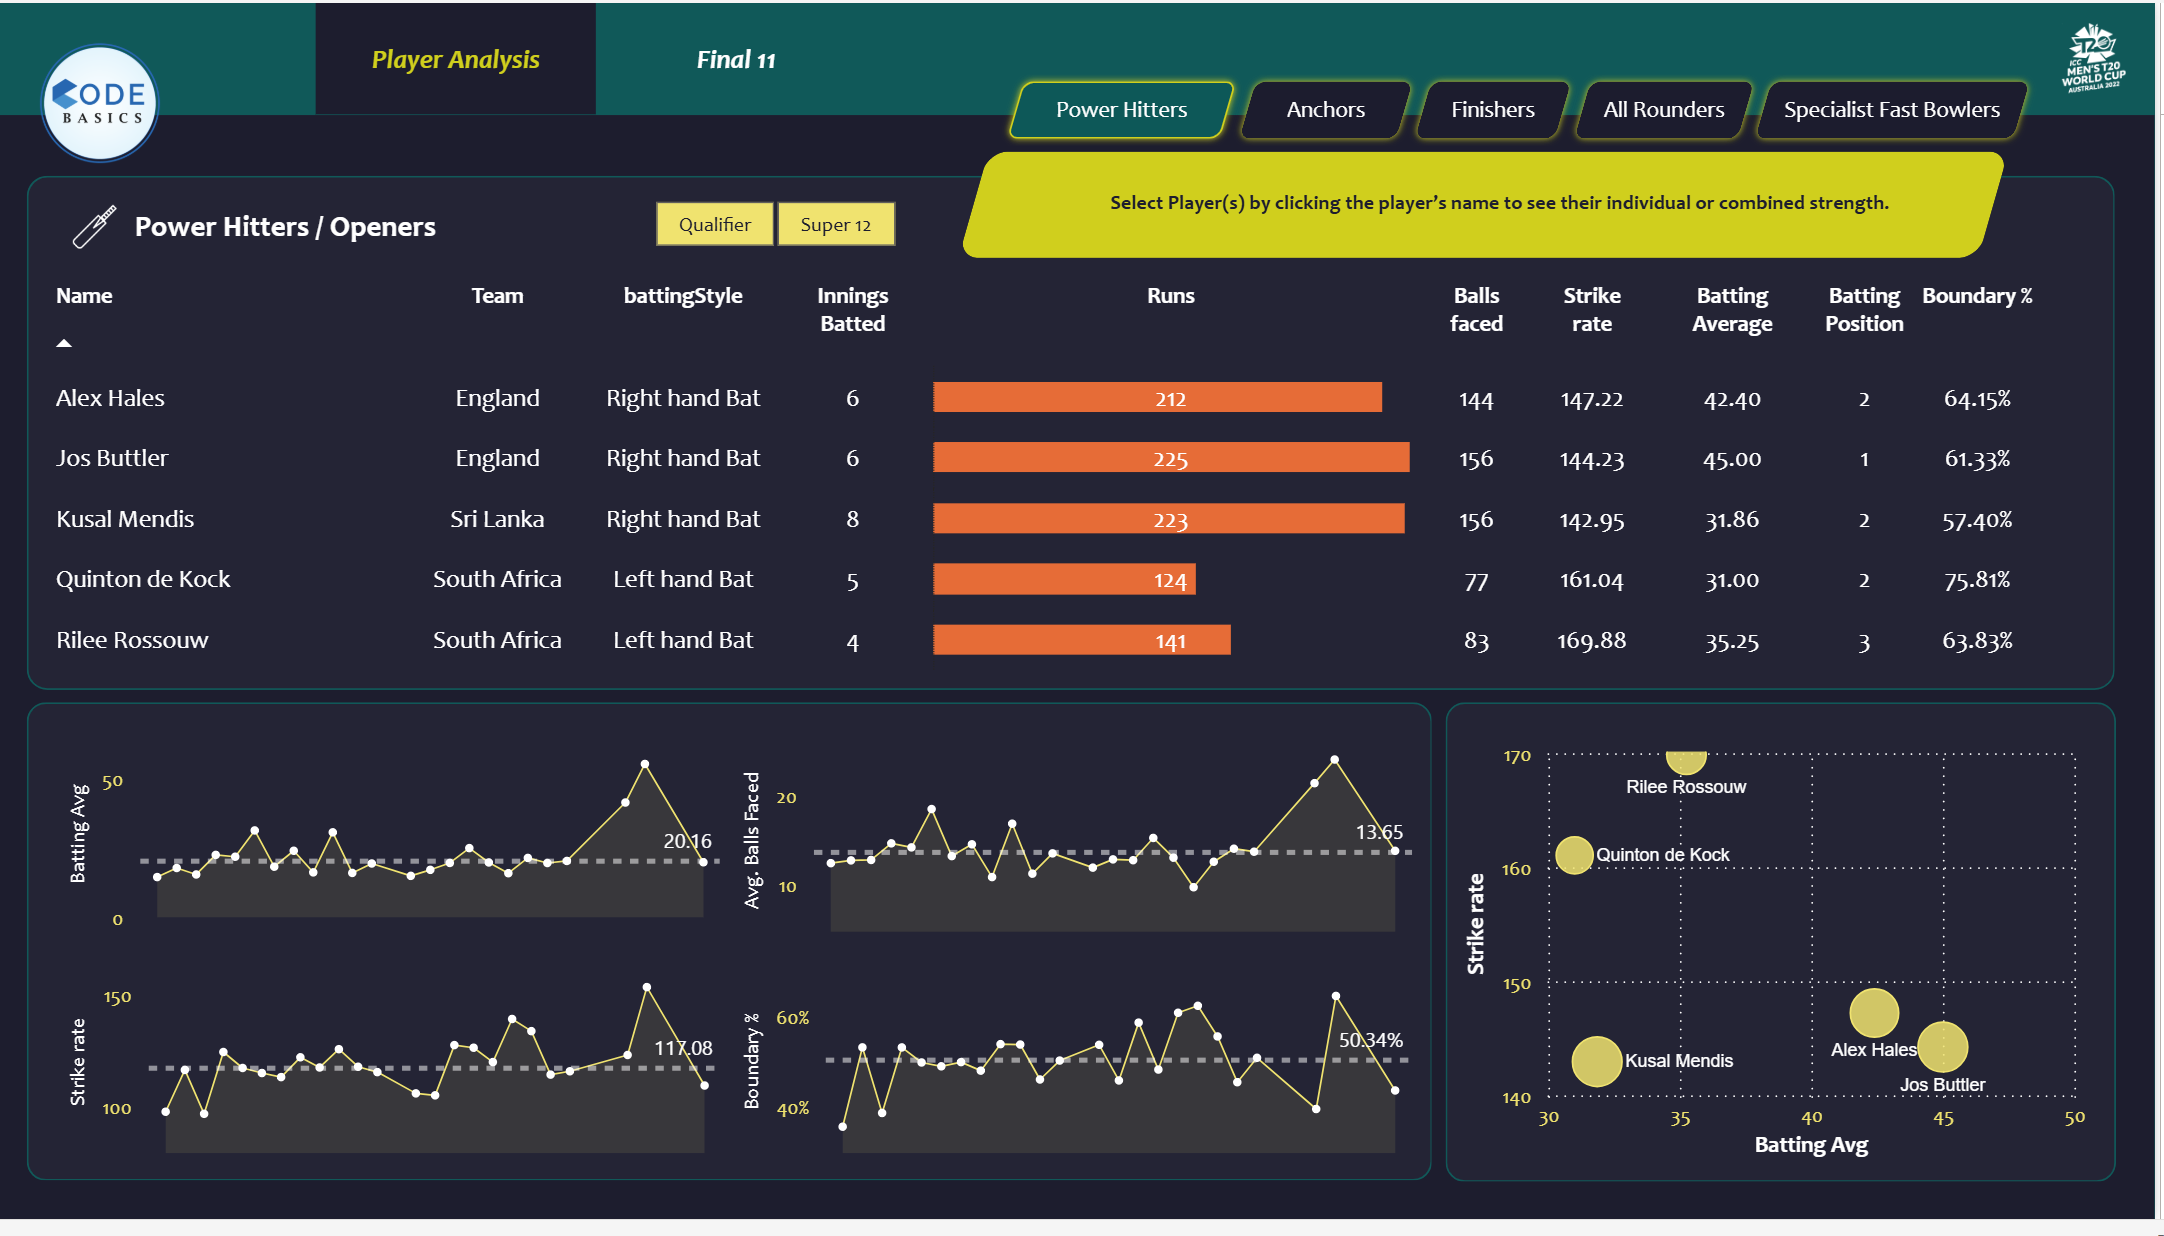 Player Analysis
Final 11
CODE
BASICS
ICC
MEN'S T20
WORLD CUP
AUSTRALIA 2022
Power Hitters
Anchors
Finishers
All Rounders
Specialist Fast Bowlers
Select Player(s) by clicking the player's name to see their individual or combined strength.
Power Hitters / Openers
Qualifier
Super 12
Name Team battingStyle Innings Batted Runs Balls faced Strike rate Batting Average Batting Position Boundary %
Alex Hales England Right hand Bat 6 212 144 147.22 42.40 2 64.15%
Jos Buttler England Right hand Bat 6 225 156 144.23 45.00 1 61.33%
Kusal Mendis Sri Lanka Right hand Bat 8 223 156 142.95 31.86 2 57.40%
Quinton de Kock South Africa Left hand Bat 5 124 77 161.04 31.00 2 75.81%
Rilee Rossouw South Africa Left hand Bat 4 141 83 169.88 35.25 3 63.83%
Batting Avg
50
0
20.16
Avg. Balls Faced
20
10
13.65
Strike rate
150
100
117.08
Boundary %
60%
40%
50.34%
Strike rate
170
160
150
140
Rilee Rossouw
Quinton de Kock
Alex Hales
Kusal Mendis
Jos Buttler
30 35 40 45 50
Batting Avg